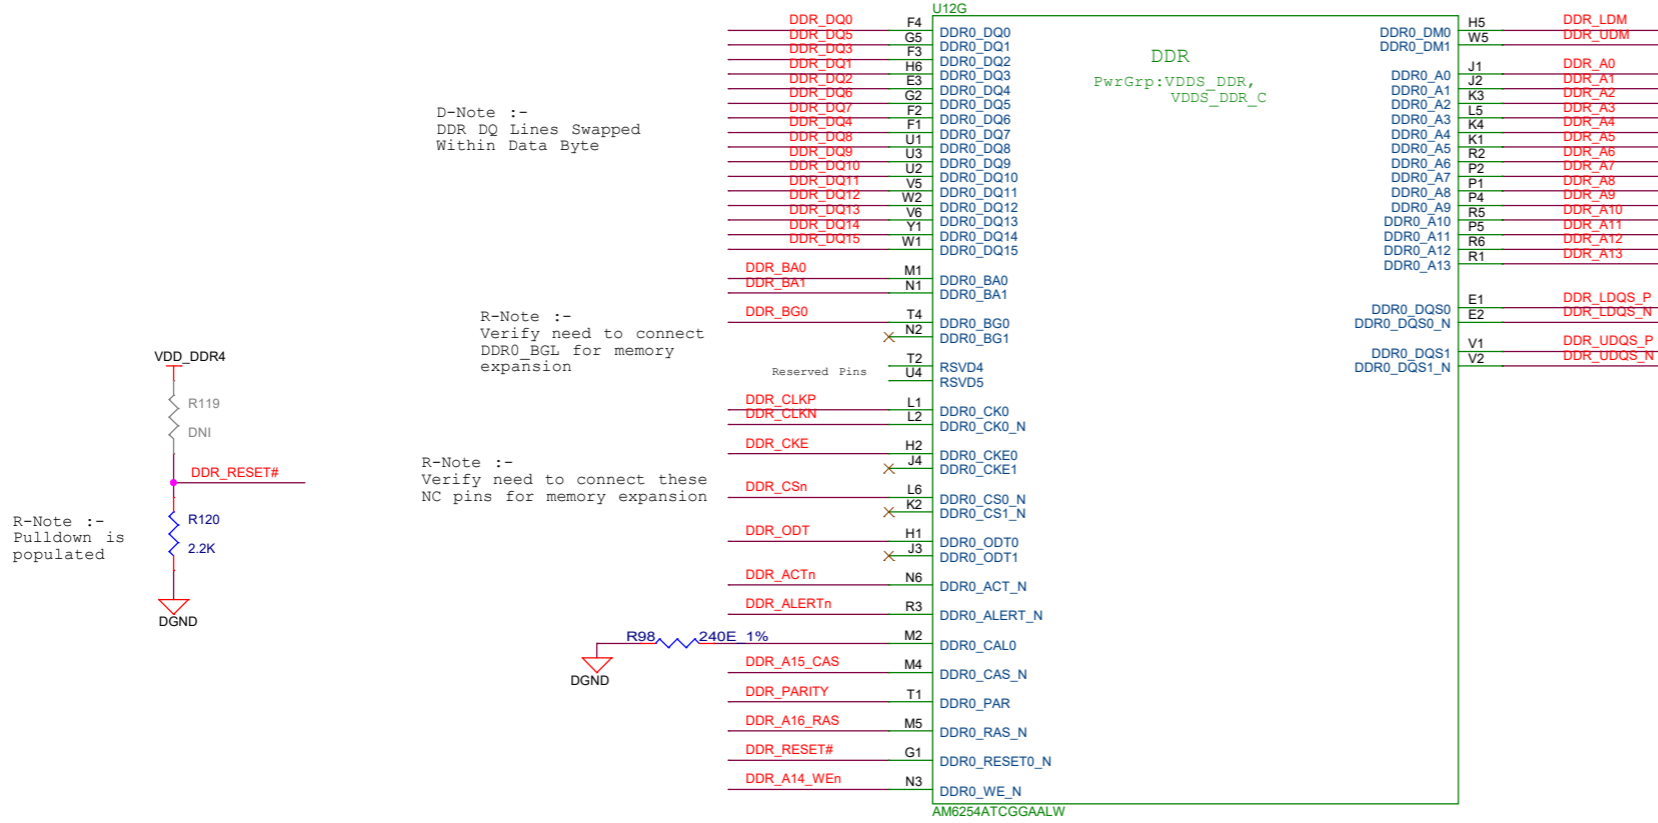 U12G
DDR
PwrGrp:VDDS_DDR,
VDDS_DDR_C
DDR_DQ0 F4 DDR0_DQ0
DDR_DQ5 G5 DDR0_DQ1
DDR_DQ3 F3 DDR0_DQ2
DDR_DQ1 H6 DDR0_DQ3
DDR_DQ2 E3 DDR0_DQ4
DDR_DQ6 G2 DDR0_DQ5
DDR_DQ7 F2 DDR0_DQ6
DDR_DQ4 F1 DDR0_DQ7
DDR_DQ8 U1 DDR0_DQ8
DDR_DQ9 U3 DDR0_DQ9
DDR_DQ10 U2 DDR0_DQ10
DDR_DQ11 V5 DDR0_DQ11
DDR_DQ12 W2 DDR0_DQ12
DDR_DQ13 V6 DDR0_DQ13
DDR_DQ14 Y1 DDR0_DQ14
DDR_DQ15 W1 DDR0_DQ15
D-Note :-
DDR DQ Lines Swapped
Within Data Byte
DDR_BA0 M1 DDR0_BA0
DDR_BA1 N1 DDR0_BA1
DDR_BG0 T4 DDR0_BG0
N2 DDR0_BG1
R-Note :-
Verify need to connect
DDR0_BGL for memory
expansion
Reserved Pins
T2 RSVD4
U4 RSVD5
DDR_CLKP L1 DDR0_CK0
DDR_CLKN L2 DDR0_CK0_N
DDR_CKE H2 DDR0_CKE0
J4 DDR0_CKE1
R-Note :-
Verify need to connect these
NC pins for memory expansion
DDR_CSn L6 DDR0_CS0_N
K2 DDR0_CS1_N
DDR_ODT H1 DDR0_ODT0
J3 DDR0_ODT1
DDR_ACTn N6 DDR0_ACT_N
DDR_ALERTn R3 DDR0_ALERT_N
R98 240E_1% M2 DDR0_CAL0
DGND
DDR_A15_CAS M4 DDR0_CAS_N
DDR_PARITY T1 DDR0_PAR
DDR_A16_RAS M5 DDR0_RAS_N
DDR_RESET# G1 DDR0_RESET0_N
DDR_A14_WEn N3 DDR0_WE_N
AM6254ATCGGAALW
DDR0_DM0 H5 DDR_LDM
DDR0_DM1 W5 DDR_UDM
DDR0_A0 J1 DDR_A0
DDR0_A1 J2 DDR_A1
DDR0_A2 K3 DDR_A2
DDR0_A3 L5 DDR_A3
DDR0_A4 K4 DDR_A4
DDR0_A5 K1 DDR_A5
DDR0_A6 R2 DDR_A6
DDR0_A7 P2 DDR_A7
DDR0_A8 P1 DDR_A8
DDR0_A9 P4 DDR_A9
DDR0_A10 R5 DDR_A10
DDR0_A11 P5 DDR_A11
DDR0_A12 R6 DDR_A12
DDR0_A13 R1 DDR_A13
DDR0_DQS0 E1 DDR_LDQS_P
DDR0_DQS0_N E2 DDR_LDQS_N
DDR0_DQS1 V1 DDR_UDQS_P
DDR0_DQS1_N V2 DDR_UDQS_N
VDD_DDR4
R119
DNI
DDR_RESET#
R120
2.2K
DGND
R-Note :-
Pulldown is
populated